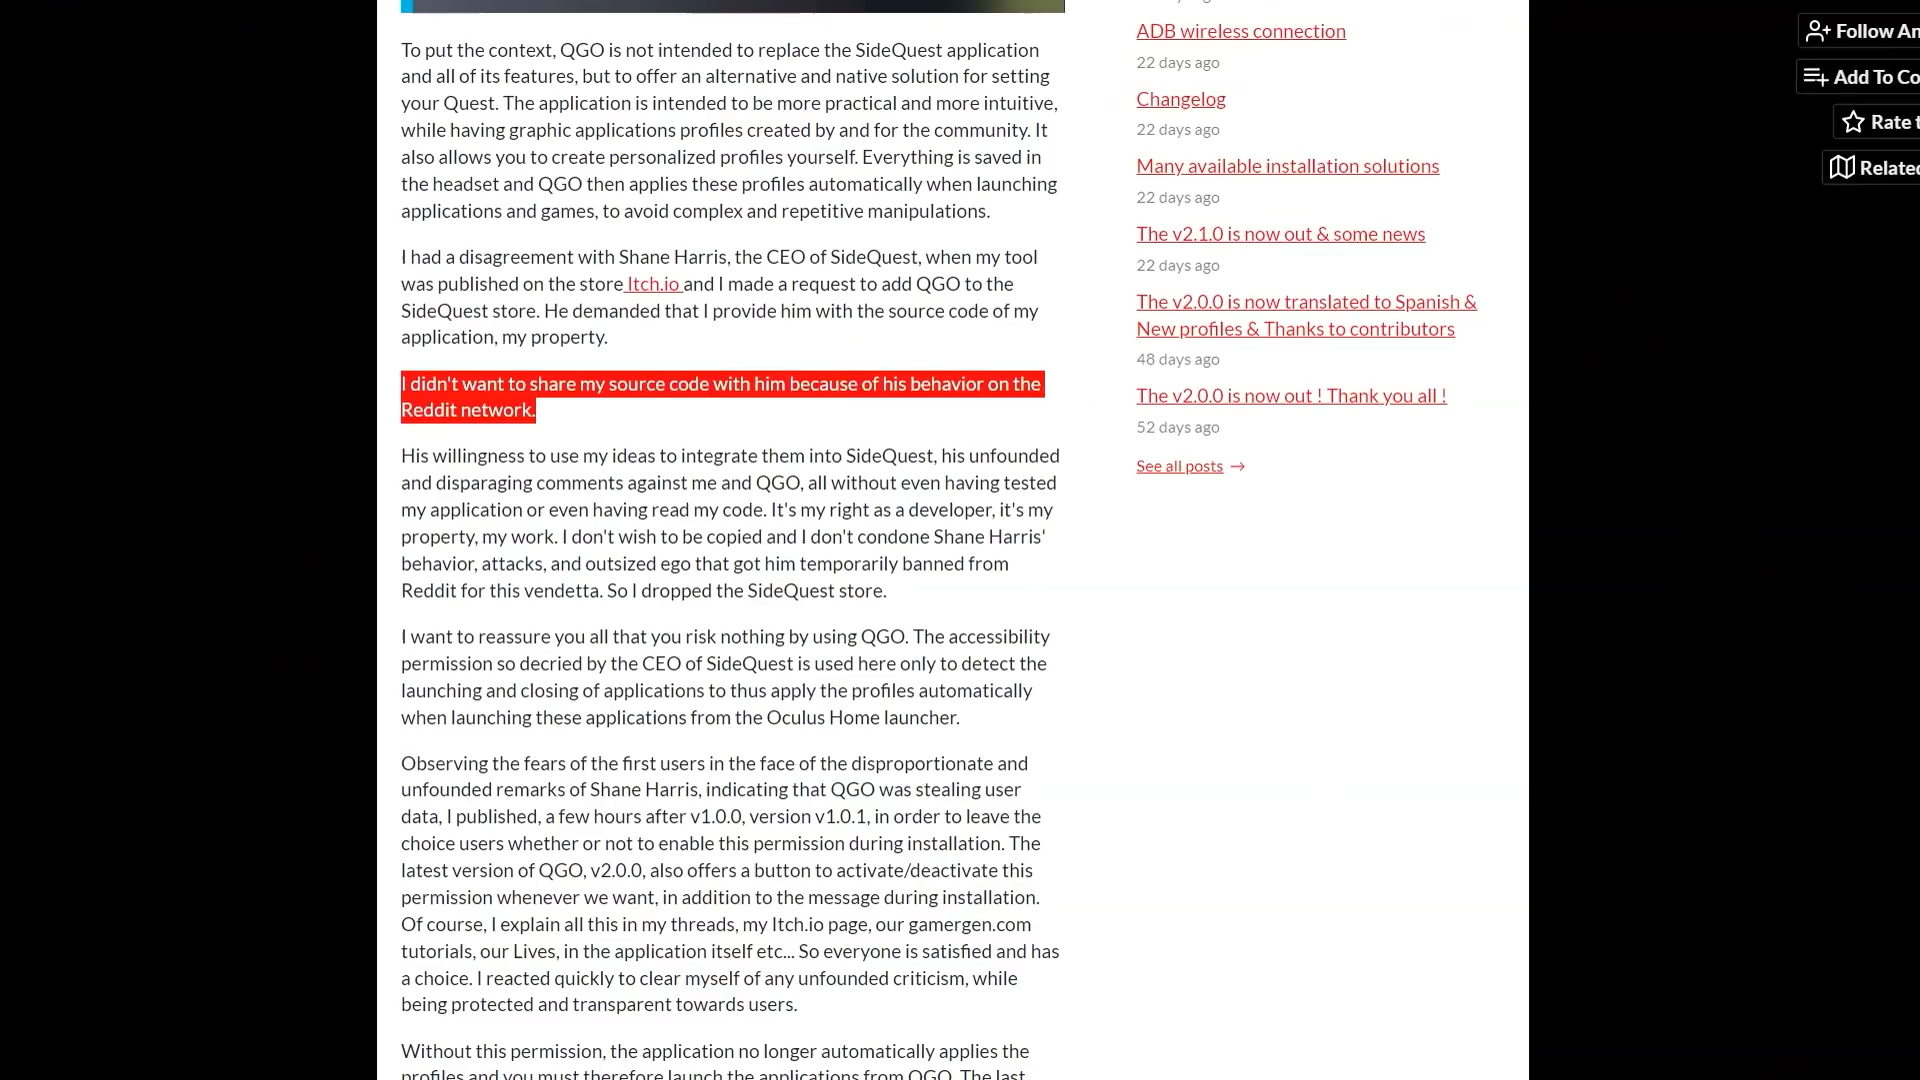 To put the context, QGO is not intended to replace the SideQuest application
and all of its features, but to offer an alternative and native solution for setting
your Quest. The application is intended to be more practical and more intuitive,
while having graphic applications profiles created by and for the community. It
also allows you to create personalized profiles yourself. Everything is saved in
the headset and QGO then applies these profiles automatically when launching
applications and games, to avoid complex and repetitive manipulations.
I had a disagreement with Shane Harris, the CEO of SideQuest, when my tool
was published on the store Itch.io and I made a request to add QGO to the
SideQuest store. He demanded that I provide him with the source code of my
application, my property.
I didn't want to share my source code with him because of his behavior on the
Reddit network.
His willingness to use my ideas to integrate them into SideQuest, his unfounded
and disparaging comments against me and QGO, all without even having tested
my application or even having read my code. It's my right as a developer, it's my
property, my work. I don't wish to be copied and I don't condone Shane Harris'
behavior, attacks, and outsized ego that got him temporarily banned from
Reddit for this vendetta. So I dropped the SideQuest store.
I want to reassure you all that you risk nothing by using QGO. The accessibility
permission so decried by the CEO of SideQuest is used here only to detect the
launching and closing of applications to thus apply the profiles automatically
when launching these applications from the Oculus Home launcher.
Observing the fears of the first users in the face of the disproportionate and
unfounded remarks of Shane Harris, indicating that QGO was stealing user
data, I published, a few hours after v1.0.0, version v1.0.1, in order to leave the
choice users whether or not to enable this permission during installation. The
latest version of QGO, v2.0.0, also offers a button to activate/deactivate this
permission whenever we want, in addition to the message during installation.
Of course, I explain all this in my threads, my Itch.io page, our gamergen.com
tutorials, our Lives, in the application itself etc... So everyone is satisfied and has
a choice. I reacted quickly to clear myself of any unfounded criticism, while
being protected and transparent towards users.
Without this permission, the application no longer automatically applies the
profiles and you must therefore launch the applications from QGO. The last
ADB wireless connection
22 days ago
Changelog
22 days ago
Many available installation solutions
22 days ago
The v2.1.0 is now out & some news
22 days ago
The v2.0.0 is now translated to Spanish &
New profiles & Thanks to contributors
48 days ago
The v2.0.0 is now out ! Thank you all !
52 days ago
See all posts →
Follow An
Add To Co
Rate t
Related